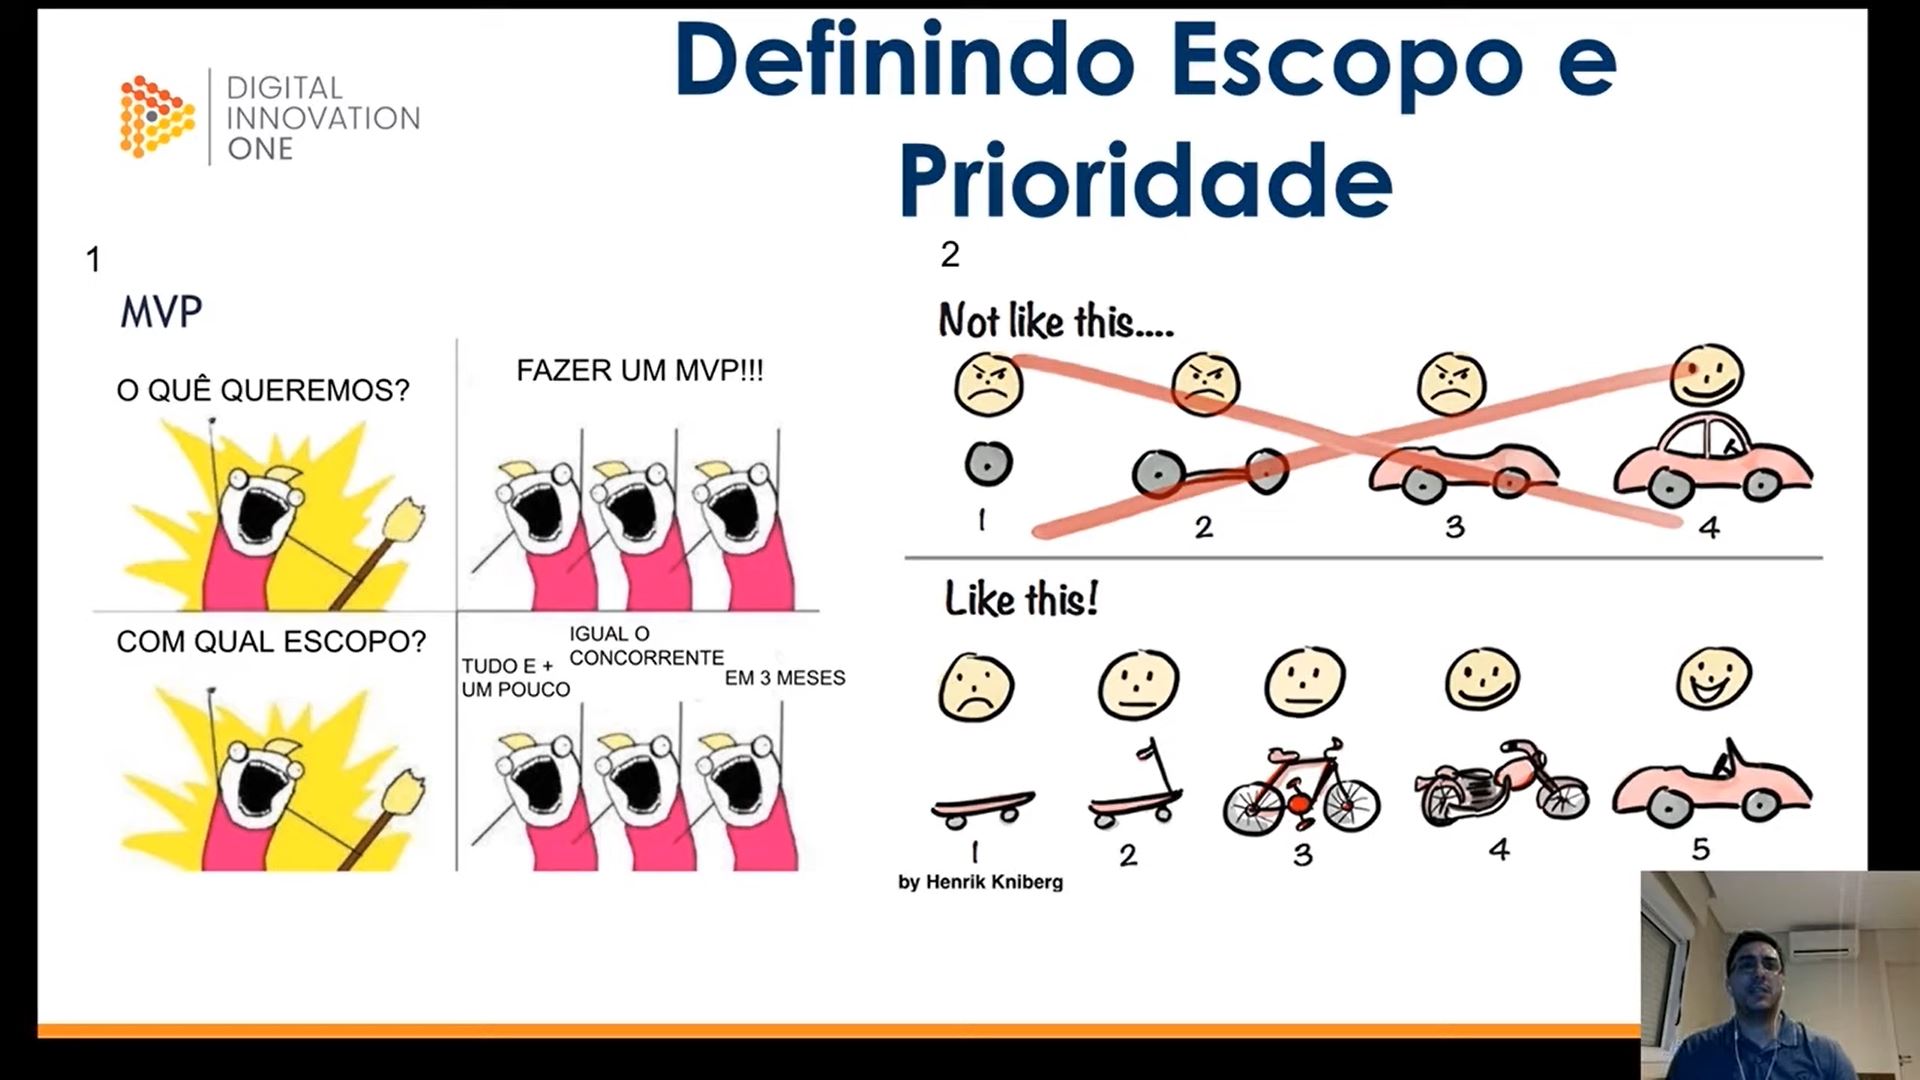 DIGITAL
INNOVATION
ONE
Definindo Escopo e
Prioridade
1
MVP
O QUÊ QUEREMOS?
FAZER UM MVP!!!
COM QUAL ESCOPO?
TUDO E +
UM POUCO
IGUAL O
CONCORRENTE
EM 3 MESES
2
Not like this....
1 2 3 4
Like this!
1 2 3 4 5
by Henrik Kniberg